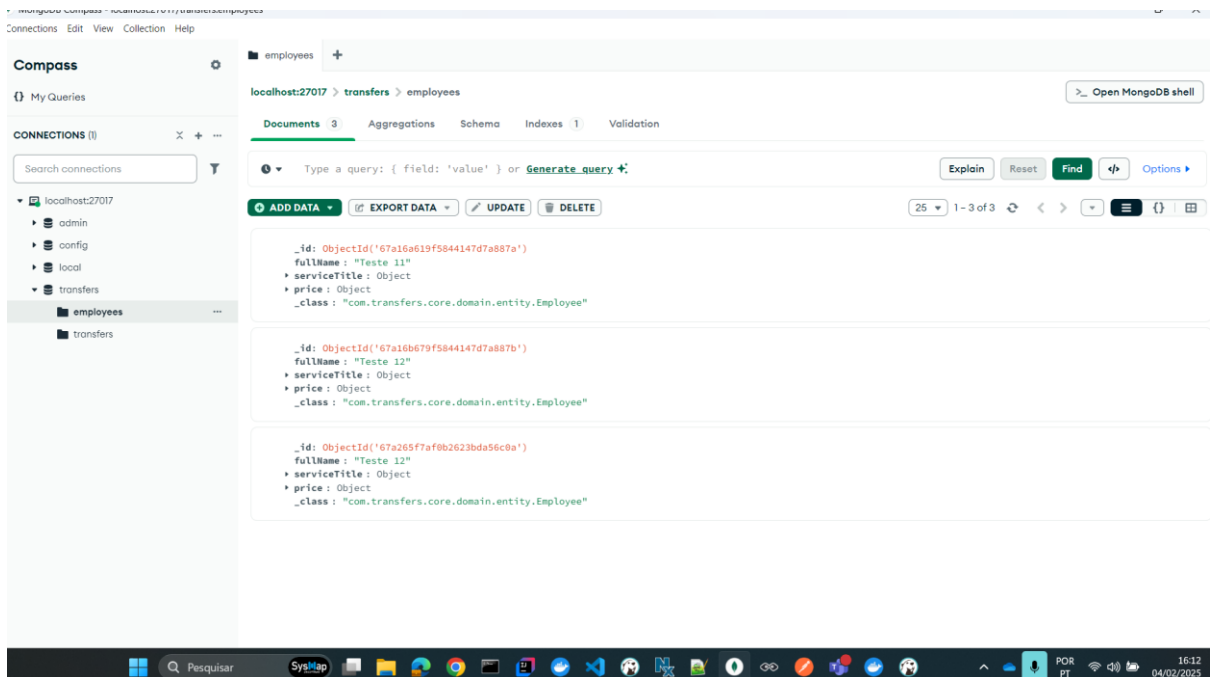 MongoDB Compass - localhost:27017/transfers.employees
Connections Edit View Collection Help
Compass
{} My Queries
CONNECTIONS (1)
Search connections
localhost:27017
admin
config
local
transfers
employees
transfers
employees
localhost:27017 > transfers > employees
>_ Open MongoDB shell
Documents 3 Aggregations Schema Indexes 1 Validation
Type a query: { field: 'value' } or Generate query
Explain Reset Find </> Options
ADD DATA EXPORT DATA UPDATE DELETE
25 1 – 3 of 3 {}
_id: ObjectId('67a16a619f5844147d7a887a')
fullName : "Teste 11"
serviceTitle : Object
price : Object
_class : "com.transfers.core.domain.entity.Employee"
_id: ObjectId('67a16b679f5844147d7a887b')
fullName : "Teste 12"
serviceTitle : Object
price : Object
_class : "com.transfers.core.domain.entity.Employee"
_id: ObjectId('67a265f7af0b2623bda56c0a')
fullName : "Teste 12"
serviceTitle : Object
price : Object
_class : "com.transfers.core.domain.entity.Employee"
Pesquisar
SysMap
POR
PT
16:12
04/02/2025